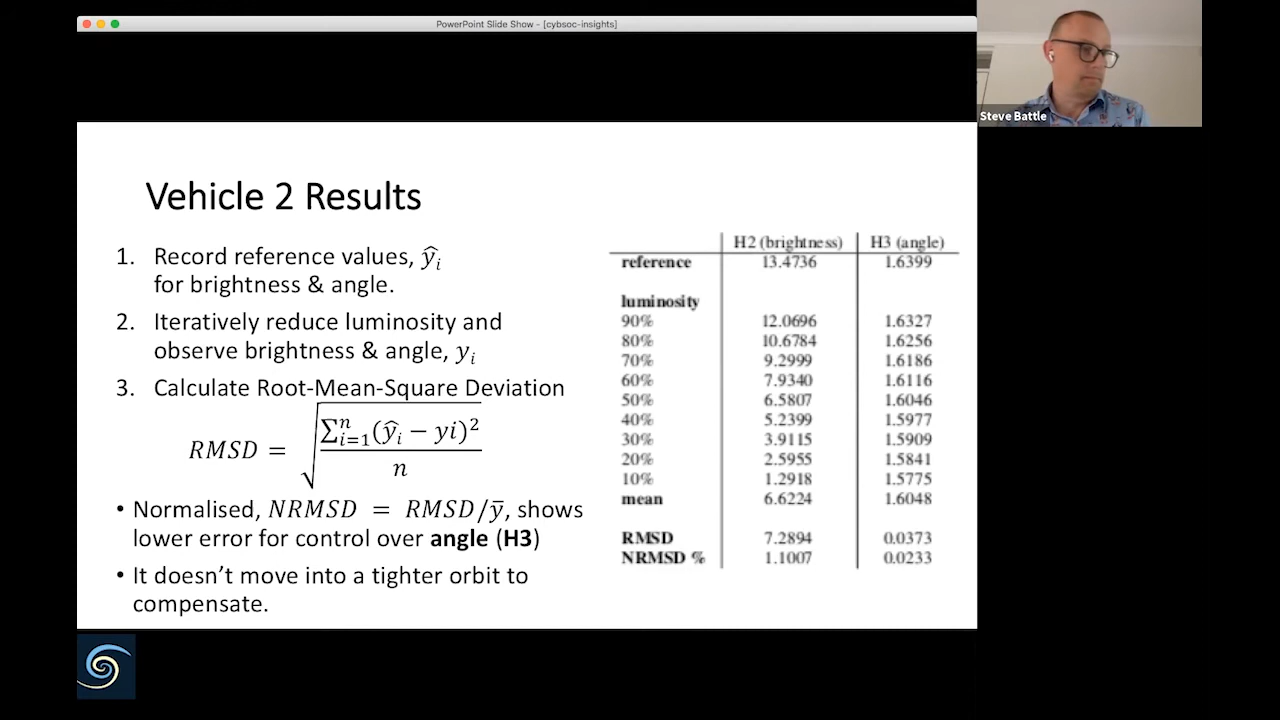 PowerPoint Slide Show - [cybsoc-insights]
Steve Battle
Vehicle 2 Results
1. Record reference values, ŷᵢ
for brightness & angle.
2. Iteratively reduce luminosity and
observe brightness & angle, yᵢ
3. Calculate Root-Mean-Square Deviation
RMSD = √(∑ⁿᵢ₌₁(ŷᵢ − yi)² / n)
• Normalised, NRMSD = RMSD/ȳ, shows
lower error for control over angle (H3)
• It doesn’t move into a tighter orbit to
compensate.
H2 (brightness) H3 (angle)
reference 13.4736 1.6399
luminosity
90% 12.0696 1.6327
80% 10.6784 1.6256
70% 9.2999 1.6186
60% 7.9340 1.6116
50% 6.5807 1.6046
40% 5.2399 1.5977
30% 3.9115 1.5909
20% 2.5955 1.5841
10% 1.2918 1.5775
mean 6.6224 1.6048
RMSD 7.2894 0.0373
NRMSD % 1.1007 0.0233